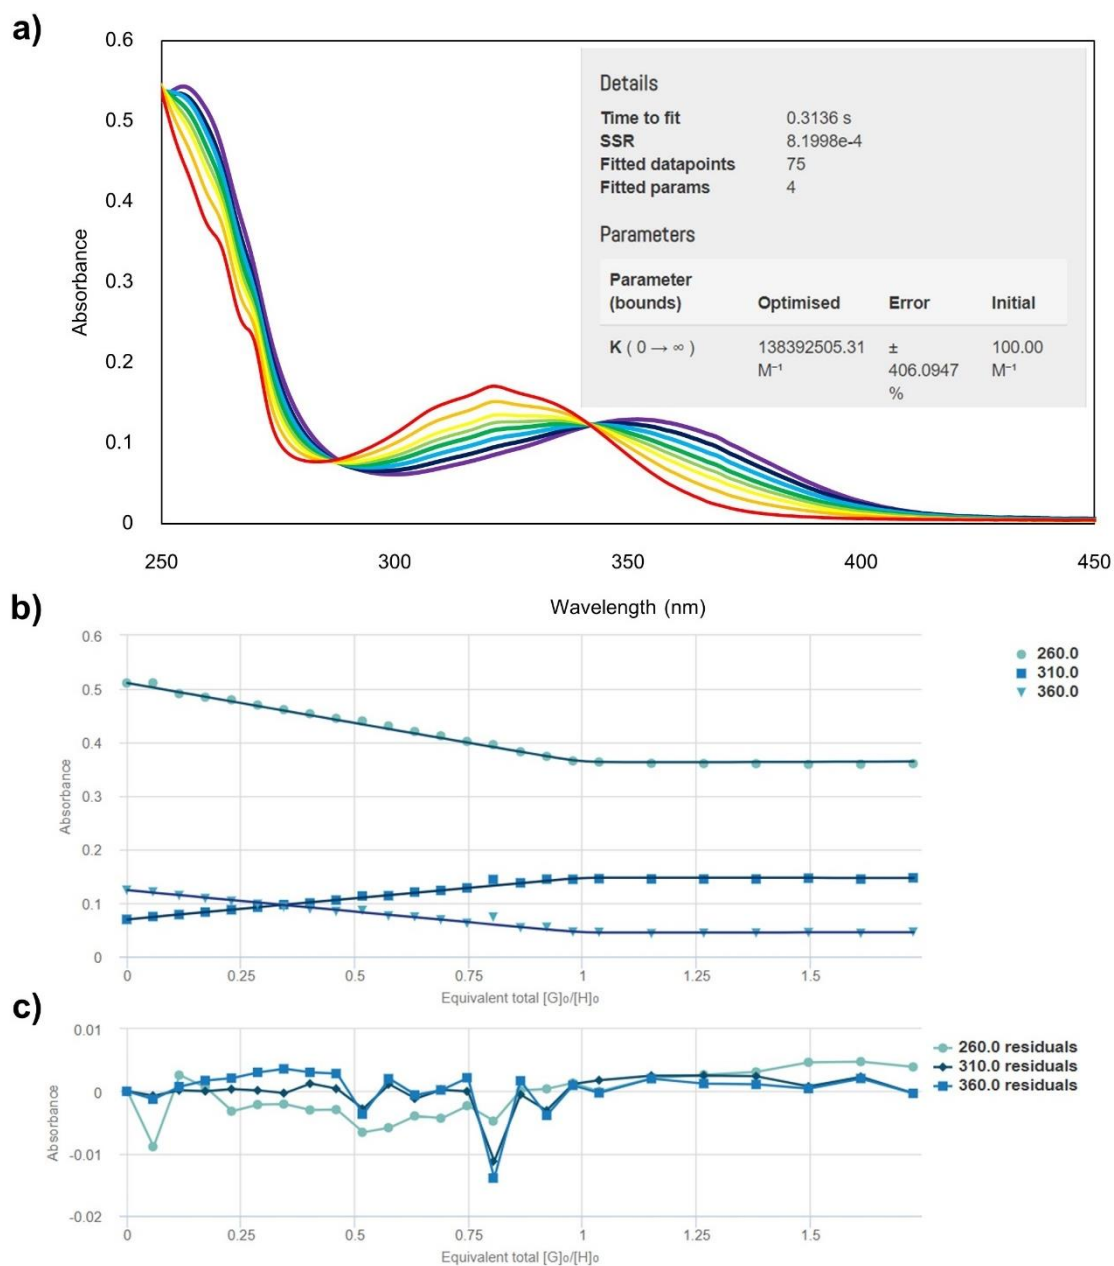 a)
0.6
0.5
0.4
0.3
0.2
0.1
0
Absorbance
Details
Time to fit 0.3136 s
SSR 8.1998e-4
Fitted datapoints 75
Fitted params 4
Parameters
Parameter
(bounds) Optimised Error Initial
K ( 0 → ∞ ) 138392505.31 ± 100.00
M⁻¹ 406.0947 M⁻¹
%
250 300 350 400 450
Wavelength (nm)
b)
0.6
0.5
0.4
0.3
0.2
0.1
0
Absorbance
260.0
310.0
360.0
0 0.25 0.5 0.75 1 1.25 1.5
Equivalent total [G]₀/[H]₀
c)
0.01
0
-0.01
-0.02
Absorbance
260.0 residuals
310.0 residuals
360.0 residuals
0 0.25 0.5 0.75 1 1.25 1.5
Equivalent total [G]₀/[H]₀